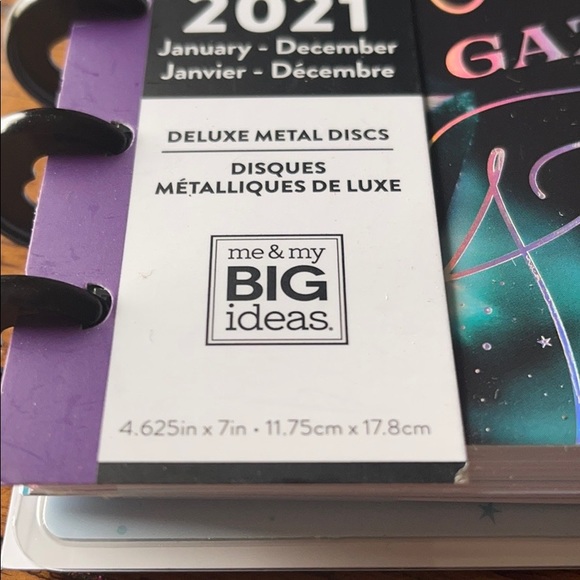 2021
January - December
Janvier - Décembre
DELUXE METAL DISCS
DISQUES
MÉTALLIQUES DE LUXE
me & my
BIG
ideas.
4.625in x 7in • 11.75cm x 17.8cm